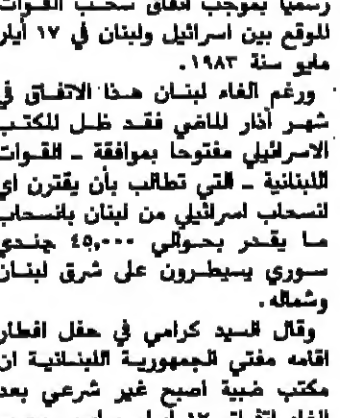 رسميا بموجب اتفاق سحب القوات
الموقع بين اسرائيل ولبنان في ١٧ أيار
مايو سنة ١٩٨٣.
ورغم الغاء لبنان هذا الاتفاق في
شهر آذار الماضي فقد ظل المكتب
الاسرائيلي مفتوحا بموافقة ـ القوات
اللبنانية ـ التي تطالب بأن يقترن اي
انسحاب اسرائيلي من لبنان بانسحاب
ما يقدر بحوالي ٤٥,٠٠٠ جندي
سوري يسيطرون على شرق لبنان
وشماله.
وقال السيد كرامي في حفل افطار
اقامه مفتي الجمهورية اللبنانية ان
مكتب ضبية اصبح غير شرعي بعد